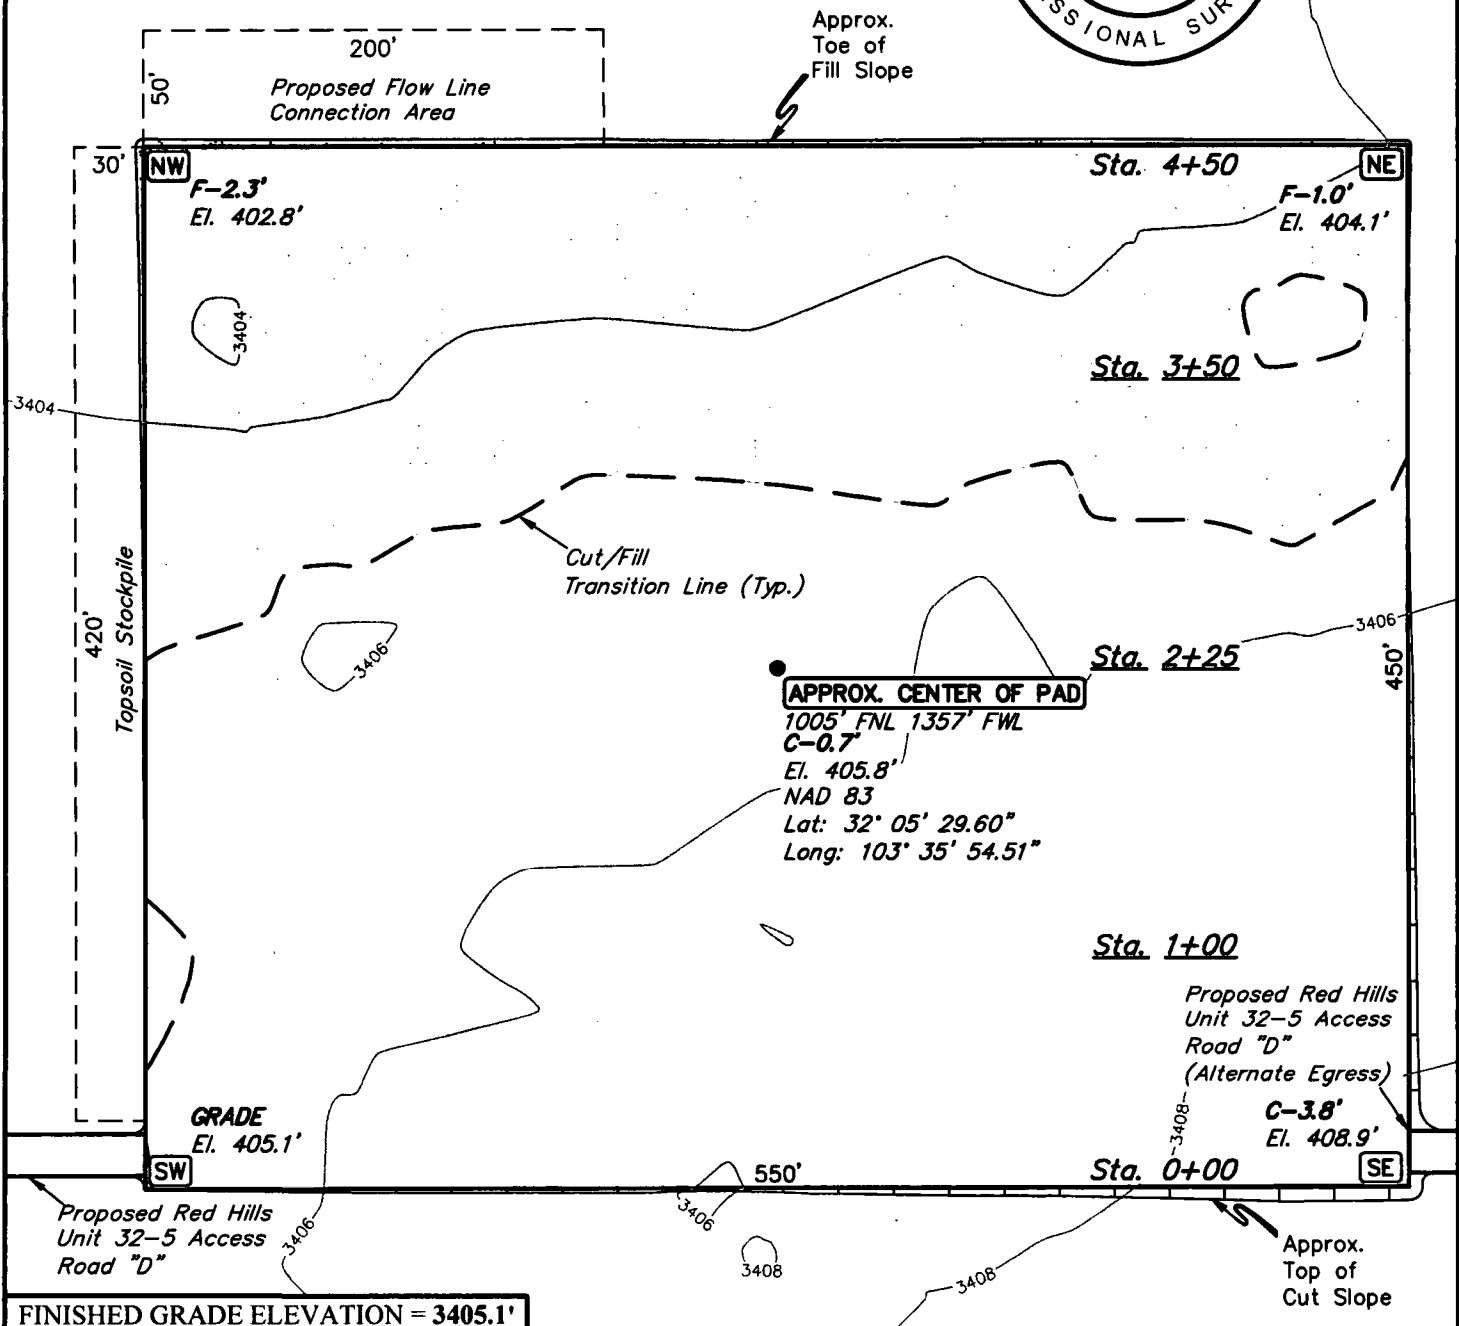 SSIONAL SUR
Approx.
Toe of
Fill Slope
200'
50'
Proposed Flow Line
Connection Area
30'
NW
F-2.3'
El. 402.8'
Sta. 4+50
NE
F-1.0'
El. 404.1'
3404
Sta. 3+50
3404
Cut/Fill
Transition Line (Typ.)
Topsoil Stockpile
420'
3406
Sta. 2+25
3406
450'
APPROX. CENTER OF PAD
1005' FNL 1357' FWL
C-0.7'
El. 405.8'
NAD 83
Lat: 32° 05' 29.60"
Long: 103° 35' 54.51"
Sta. 1+00
Proposed Red Hills
Unit 32-5 Access
Road "D"
(Alternate Egress)
3408
C-3.8'
El. 408.9'
GRADE
El. 405.1'
SW
550'
Sta. 0+00
SE
Proposed Red Hills
Unit 32-5 Access
Road "D"
3406
3406
3408
3408
Approx.
Top of
Cut Slope
FINISHED GRADE ELEVATION = 3405.1'